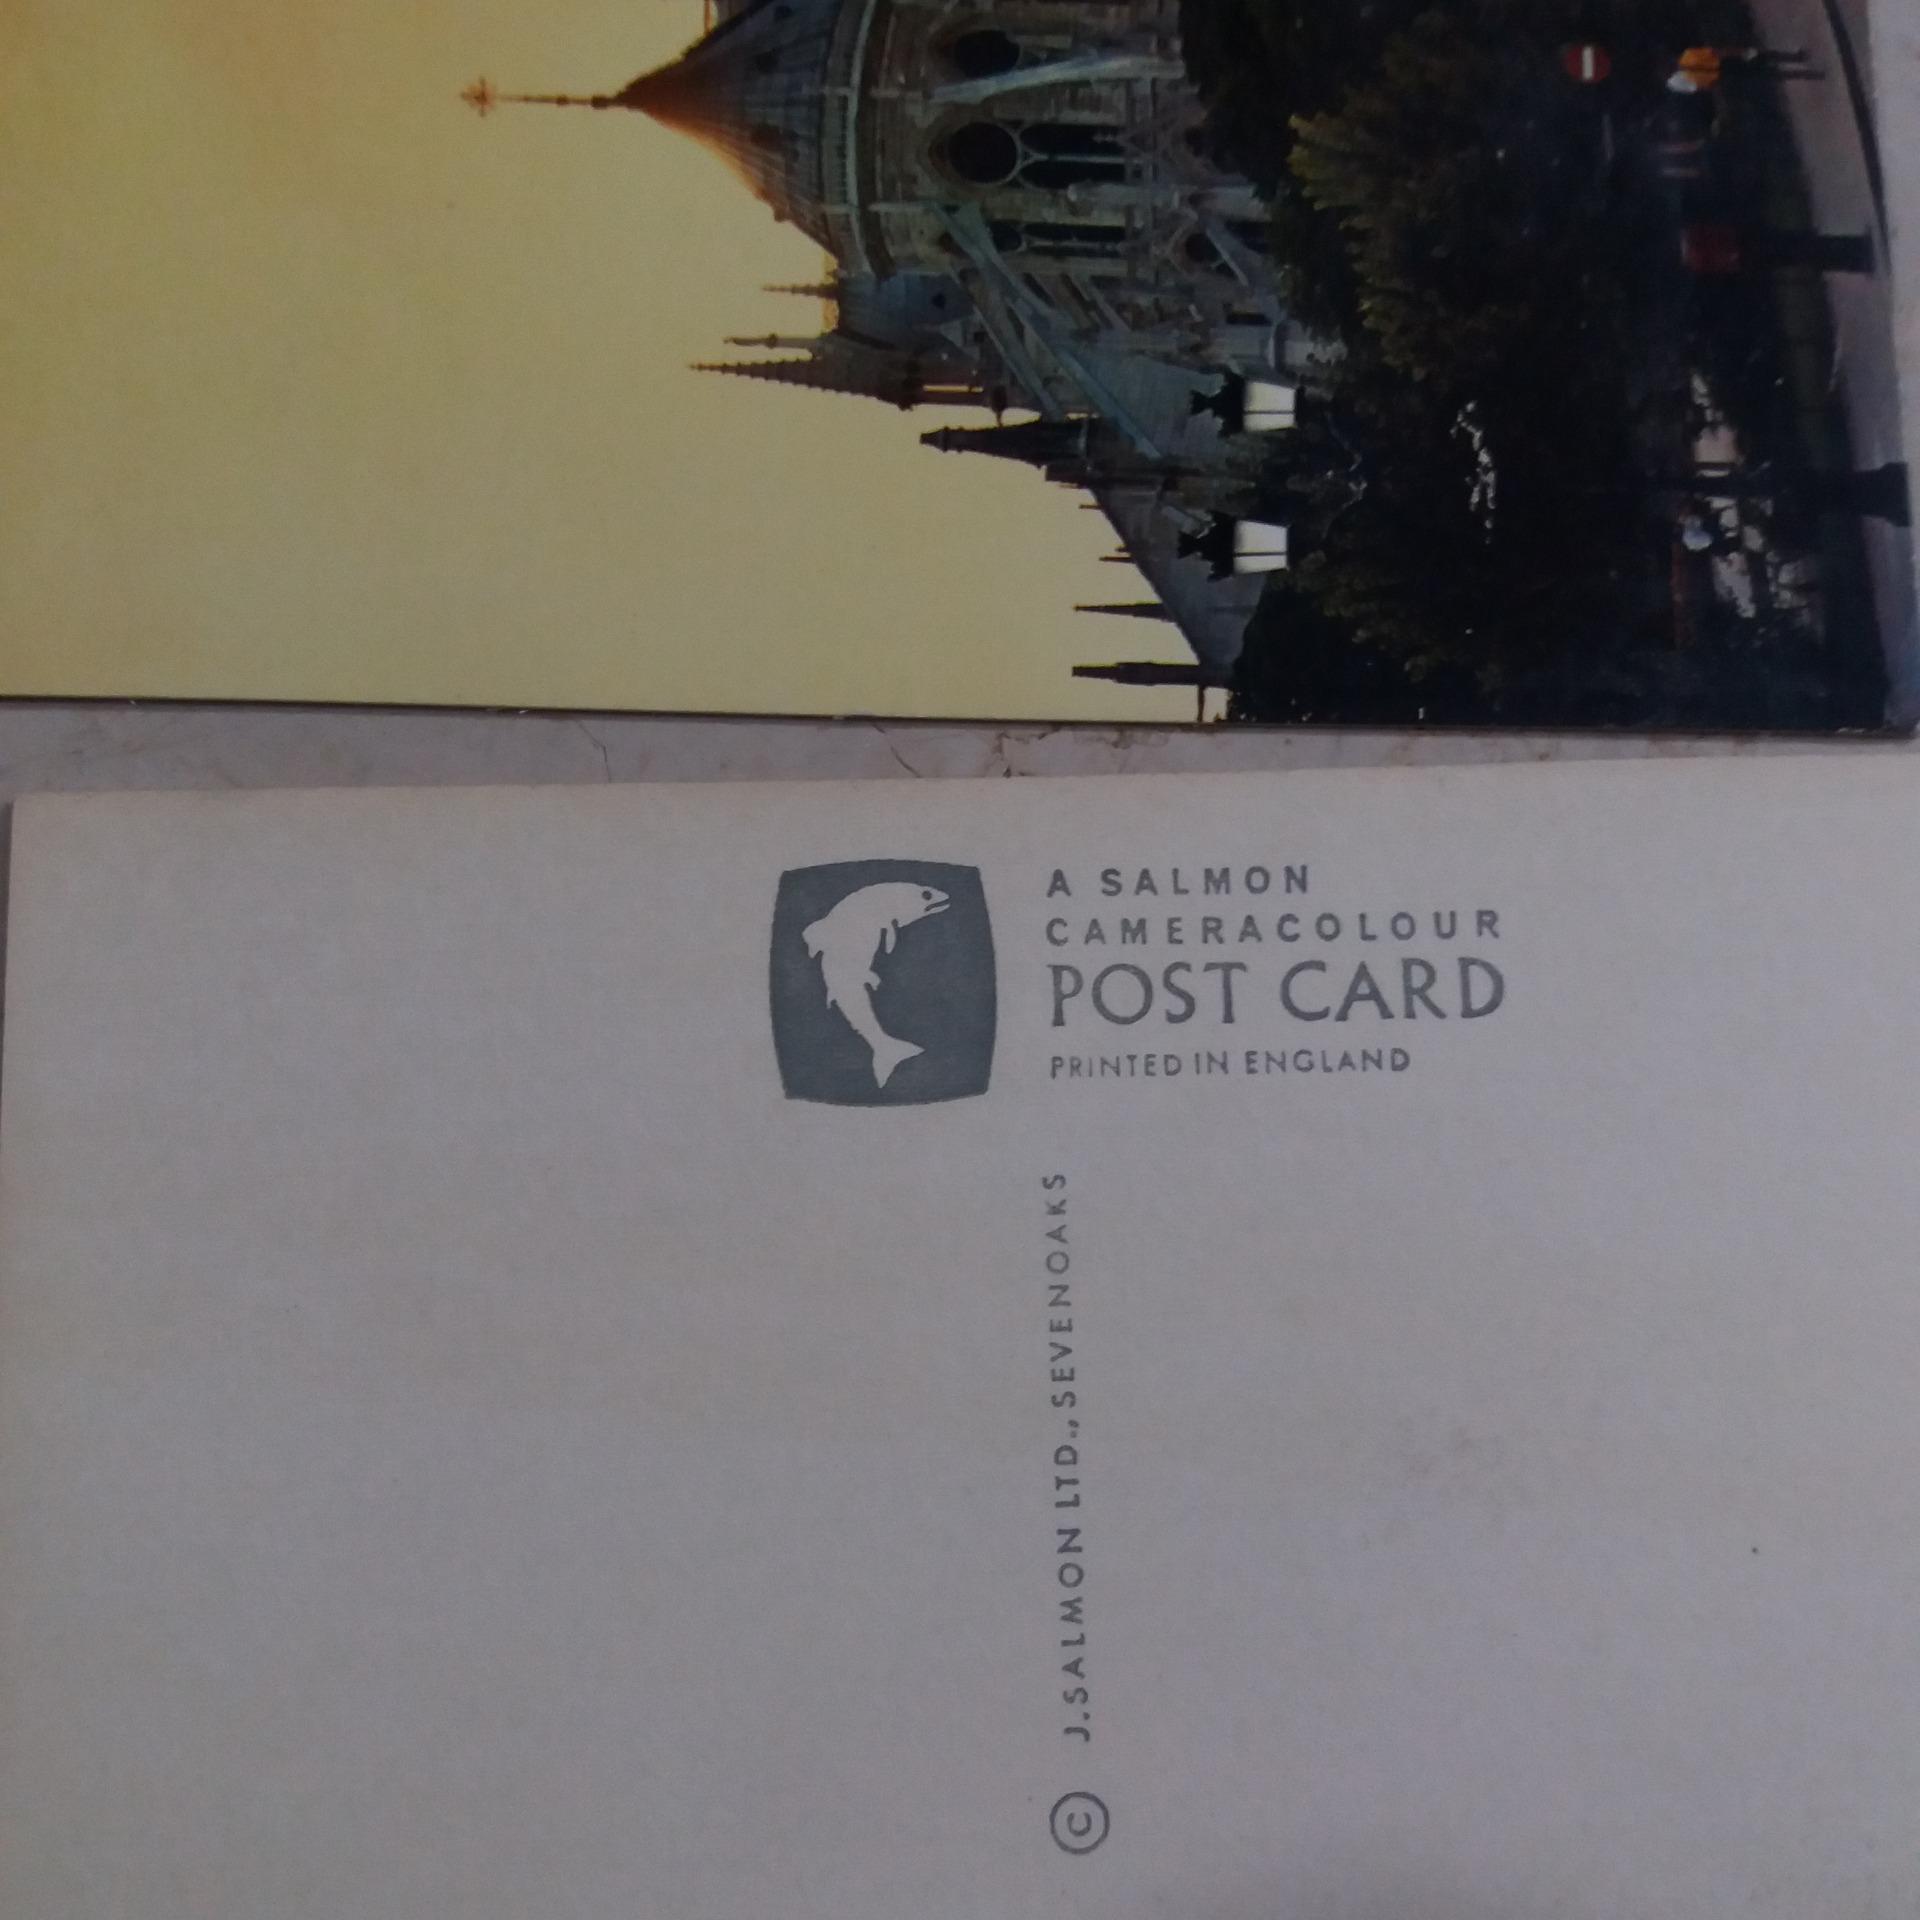 A SALMON
CAMERACOLOUR
POST CARD
PRINTED IN ENGLAND
© J. SALMON LTD., SEVENOAKS